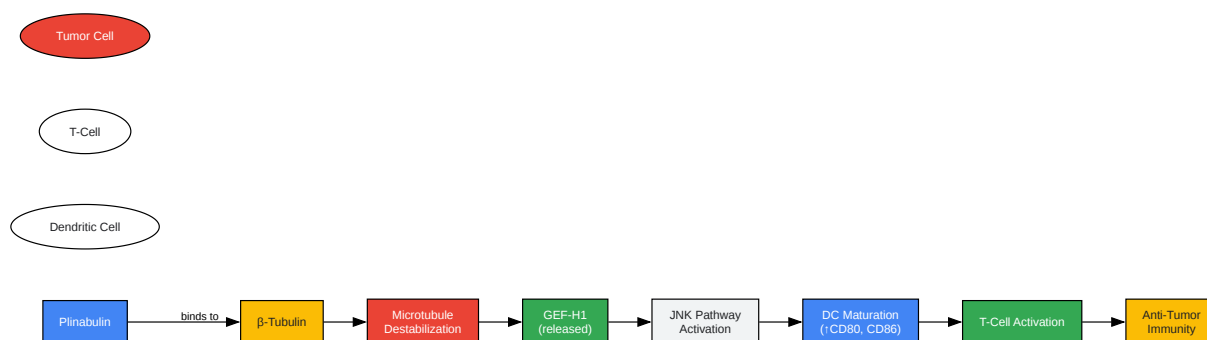 Tumor Cell
T-Cell
Dendritic Cell
Plinabulin
binds to
β-Tubulin
Microtubule
Destabilization
GEF-H1
(released)
JNK Pathway
Activation
DC Maturation
(↑CD80, CD86)
T-Cell Activation
Anti-Tumor
Immunity